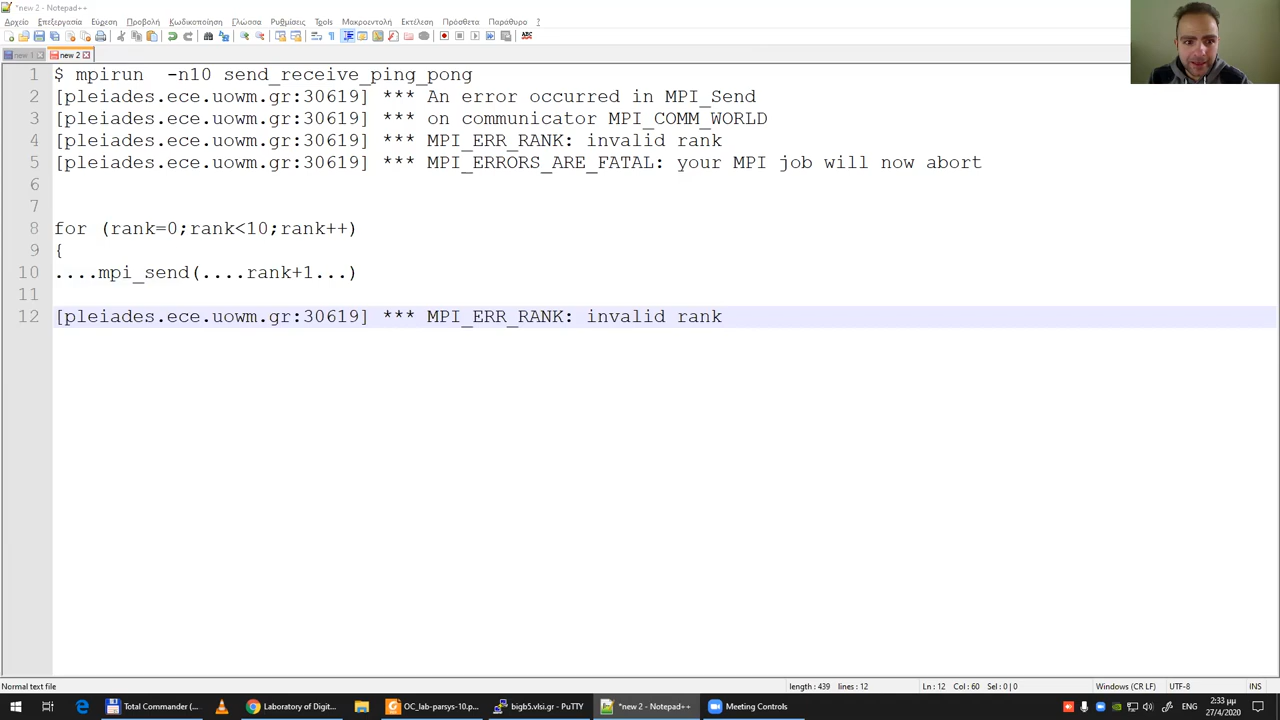 *new 2 - Notepad++
Αρχείο Επεξεργασία Εύρεση Προβολή Κωδικοποίηση Γλώσσα Ρυθμίσεις Tools Μακροεντολή Εκτέλεση Πρόσθετα Παράθυρο ?
new 1 new 2
1 $ mpirun  -n10 send_receive_ping_pong
2 [pleiades.ece.uowm.gr:30619] *** An error occurred in MPI_Send
3 [pleiades.ece.uowm.gr:30619] *** on communicator MPI_COMM_WORLD
4 [pleiades.ece.uowm.gr:30619] *** MPI_ERR_RANK: invalid rank
5 [pleiades.ece.uowm.gr:30619] *** MPI_ERRORS_ARE_FATAL: your MPI job will now abort
6
7
8 for (rank=0;rank<10;rank++)
9 {
10 ....mpi_send(....rank+1...)
11
12 [pleiades.ece.uowm.gr:30619] *** MPI_ERR_RANK: invalid rank
Normal text file length : 439 lines : 12 Ln : 12 Col : 60 Sel : 0 | 0 Windows (CR LF) UTF-8 INS
Total Commander (... Laboratory of Digit... OC_lab-parsys-10.p... bigb5.vlsi.gr - PuTTY *new 2 - Notepad++ Meeting Controls ENG 2:33 μμ
27/4/2020